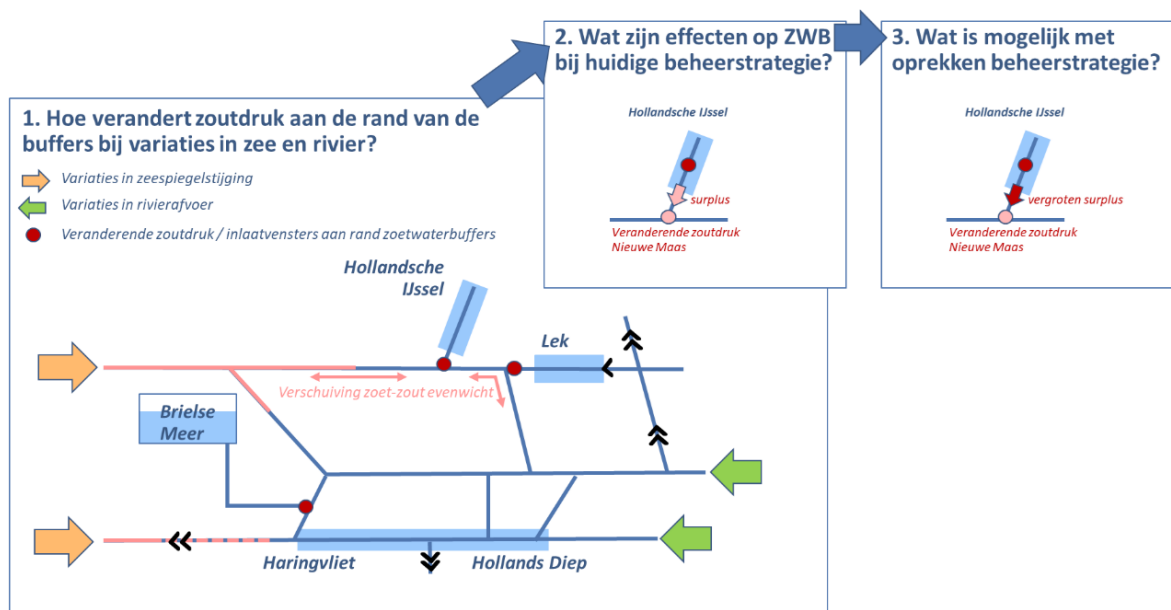 1. Hoe verandert zoutdruk aan de rand van de
buffers bij variaties in zee en rivier?
Variaties in zeespiegelstijging
Variaties in rivierafvoer
Veranderende zoutdruk / inlaatvensters aan rand zoetwaterbuffers
Hollandsche
IJssel
Lek
Verschuiving zoet-zout evenwicht
Brielse
Meer
Haringvliet
Hollands Diep
2. Wat zijn effecten op ZWB
bij huidige beheerstrategie?
Hollandsche IJssel
surplus
Veranderende zoutdruk
Nieuwe Maas
3. Wat is mogelijk met
oprekken beheerstrategie?
Hollandsche IJssel
vergroten surplus
Veranderende zoutdruk
Nieuwe Maas